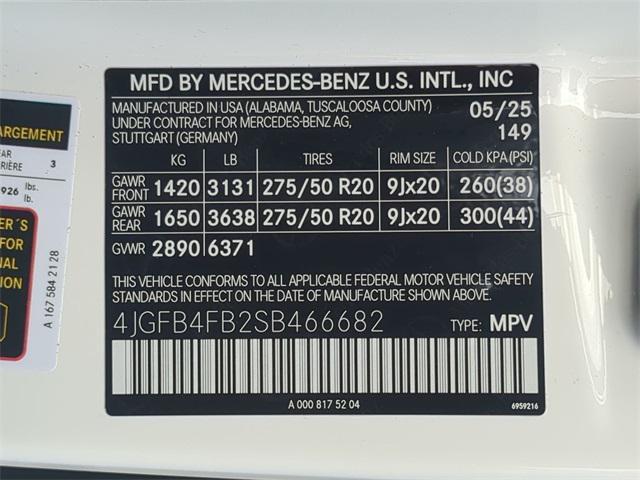 MFD BY MERCEDES-BENZ U.S. INTL., INC
MANUFACTURED IN USA (ALABAMA, TUSCALOOSA COUNTY) 05/25
UNDER CONTRACT FOR MERCEDES-BENZ AG, 149
STUTTGART (GERMANY)
KG LB TIRES RIM SIZE COLD KPA(PSI)
GAWR FRONT 1420 3131 275/50 R20 9Jx20 260(38)
GAWR REAR 1650 3638 275/50 R20 9Jx20 300(44)
GVWR 2890 6371
THIS VEHICLE CONFORMS TO ALL APPLICABLE FEDERAL MOTOR VEHICLE SAFETY
STANDARDS IN EFFECT ON THE DATE OF MANUFACTURE SHOWN ABOVE.
4JGFB4FB2SB466682 TYPE: MPV
A 000 817 52 04 6959216
ARGEMENT
AR
RIÈRE 3
926 lbs.
lb.
R´S
FOR
NAL
TION
A 167 584 21 28